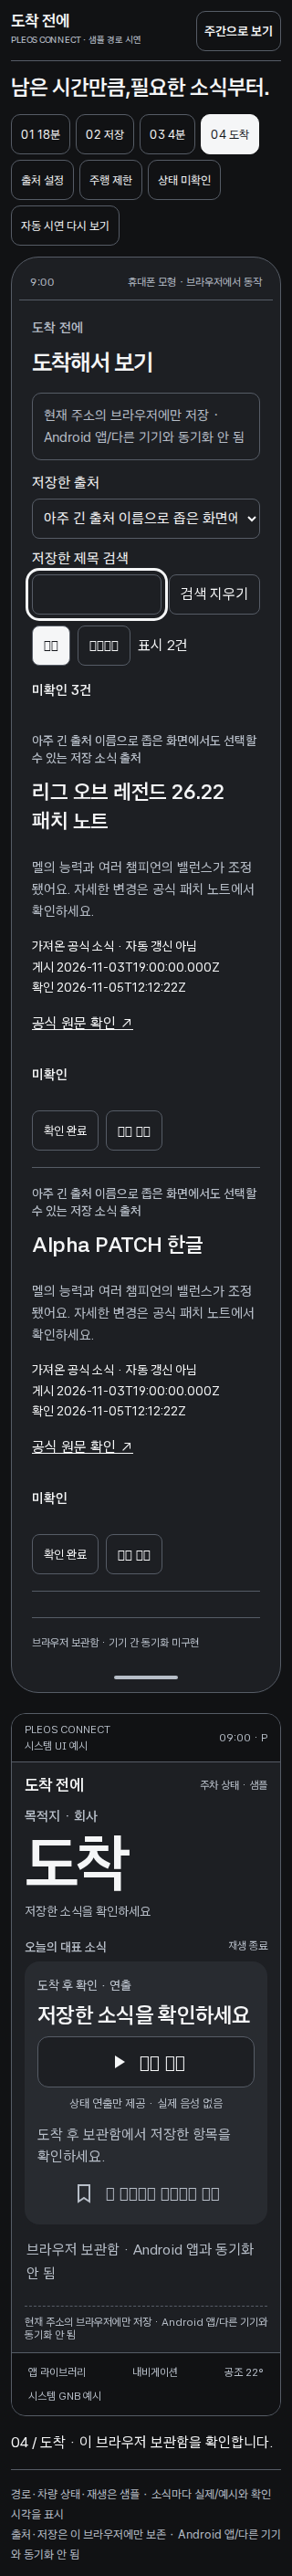 도착 전에
PLEOS CONNECT · 샘플 경로 시연
주간으로 보기
남은 시간만큼,필요한 소식부터.
01 18분
02 저장
03 4분
04 도착
출처 설정
주행 제한
상태 미확인
자동 시연 다시 보기
9:00
휴대폰 모형 · 브라우저에서 동작
도착 전에
도착해서 보기
현재 주소의 브라우저에만 저장 ·
Android 앱/다른 기기와 동기화 안 됨
저장한 출처
아주 긴 출처 이름으로 좁은 화면에
저장한 제목 검색
검색 지우기
표시 2건
미확인 3건
아주 긴 출처 이름으로 좁은 화면에서도 선택할
수 있는 저장 소식 출처
리그 오브 레전드 26.22
패치 노트
멜의 능력과 여러 챔피언의 밸런스가 조정
됐어요. 자세한 변경은 공식 패치 노트에서
확인하세요.
가져온 공식 소식 · 자동 갱신 아님
게시 2026-11-03T19:00:00.000Z
확인 2026-11-05T12:12:22Z
공식 원문 확인 ↗
미확인
확인 완료
아주 긴 출처 이름으로 좁은 화면에서도 선택할
수 있는 저장 소식 출처
Alpha PATCH 한글
멜의 능력과 여러 챔피언의 밸런스가 조정
됐어요. 자세한 변경은 공식 패치 노트에서
확인하세요.
가져온 공식 소식 · 자동 갱신 아님
게시 2026-11-03T19:00:00.000Z
확인 2026-11-05T12:12:22Z
공식 원문 확인 ↗
미확인
확인 완료
브라우저 보관함 · 기기 간 동기화 미구현
PLEOS CONNECT
시스템 UI 예시
09:00 · P
도착 전에
주차 상태 · 샘플
목적지 · 회사
도착
저장한 소식을 확인하세요
오늘의 대표 소식
재생 종료
도착 후 확인 · 연출
저장한 소식을 확인하세요
상태 연출만 제공 · 실제 음성 없음
도착 후 보관함에서 저장한 항목을
확인하세요.
브라우저 보관함 · Android 앱과 동기화
안 됨
현재 주소의 브라우저에만 저장 · Android 앱/다른 기기와
동기화 안 됨
앱 라이브러리
내비게이션
공조 22°
시스템 GNB 예시
04 / 도착 · 이 브라우저 보관함을 확인합니다.
경로·차량 상태·재생은 샘플 · 소식마다 실제/예시와 확인
시각을 표시
출처·저장은 이 브라우저에만 보존 · Android 앱/다른 기기
와 동기화 안 됨